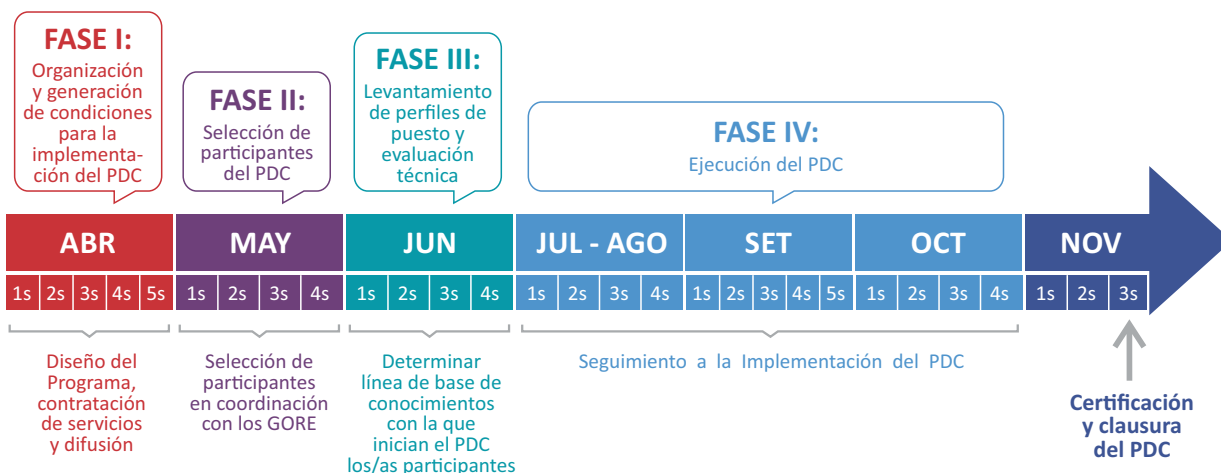 FASE I:
Organización
y generación
de condiciones
para la
implementa-
ción del PDC
FASE II:
Selección de
participantes
del PDC
FASE III:
Levantamiento
de perfiles de
puesto y
evaluación
técnica
FASE IV:
Ejecución del PDC
ABR MAY JUN JUL - AGO SET OCT NOV
1s 2s 3s 4s 5s 1s 2s 3s 4s 1s 2s 3s 4s 1s 2s 3s 4s 1s 2s 3s 4s 5s 1s 2s 3s 4s 1s 2s 3s
Diseño del
Programa,
contratación
de servicios
y difusión
Selección de
participantes
en coordinación
con los GORE
Determinar
línea de base de
conocimientos
con la que
inician el PDC
los/as participantes
Seguimiento a la Implementación del PDC
Certificación
y clausura
del PDC